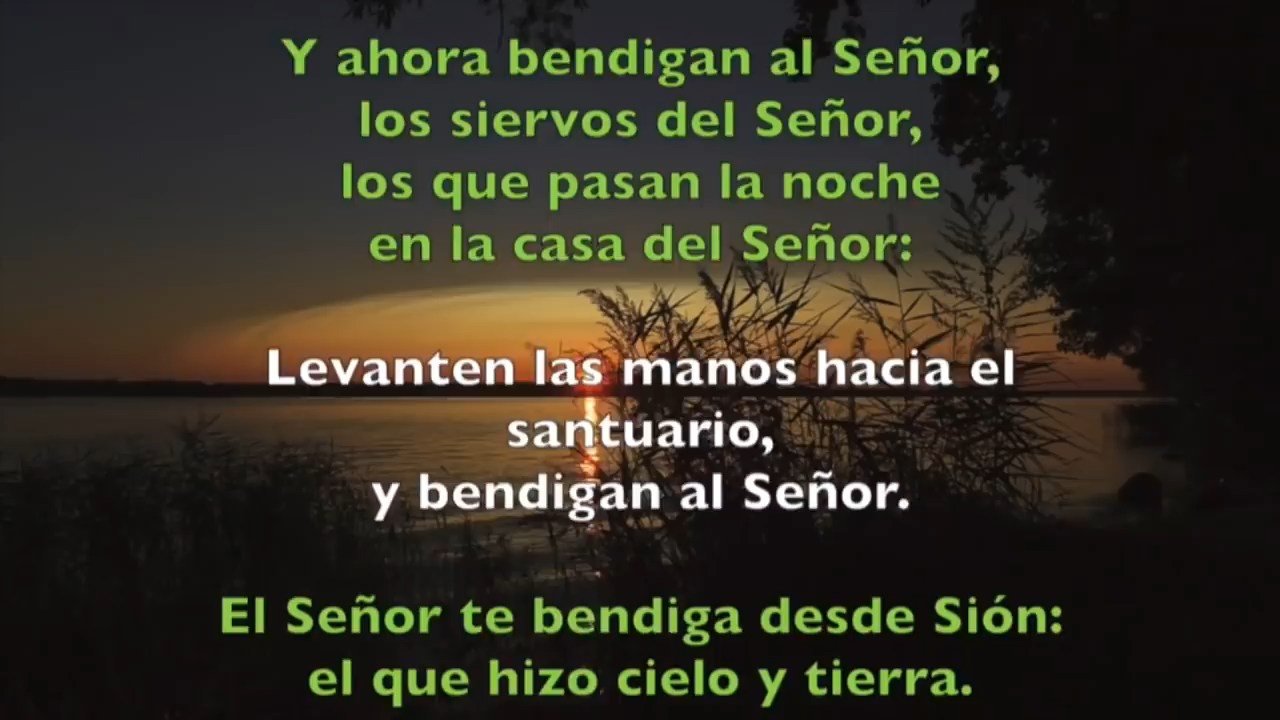 Y ahora bendigan al Señor,
los siervos del Señor,
los que pasan la noche
en la casa del Señor:
Levanten las manos hacia el
santuario,
y bendigan al Señor.
El Señor te bendiga desde Sión:
el que hizo cielo y tierra.